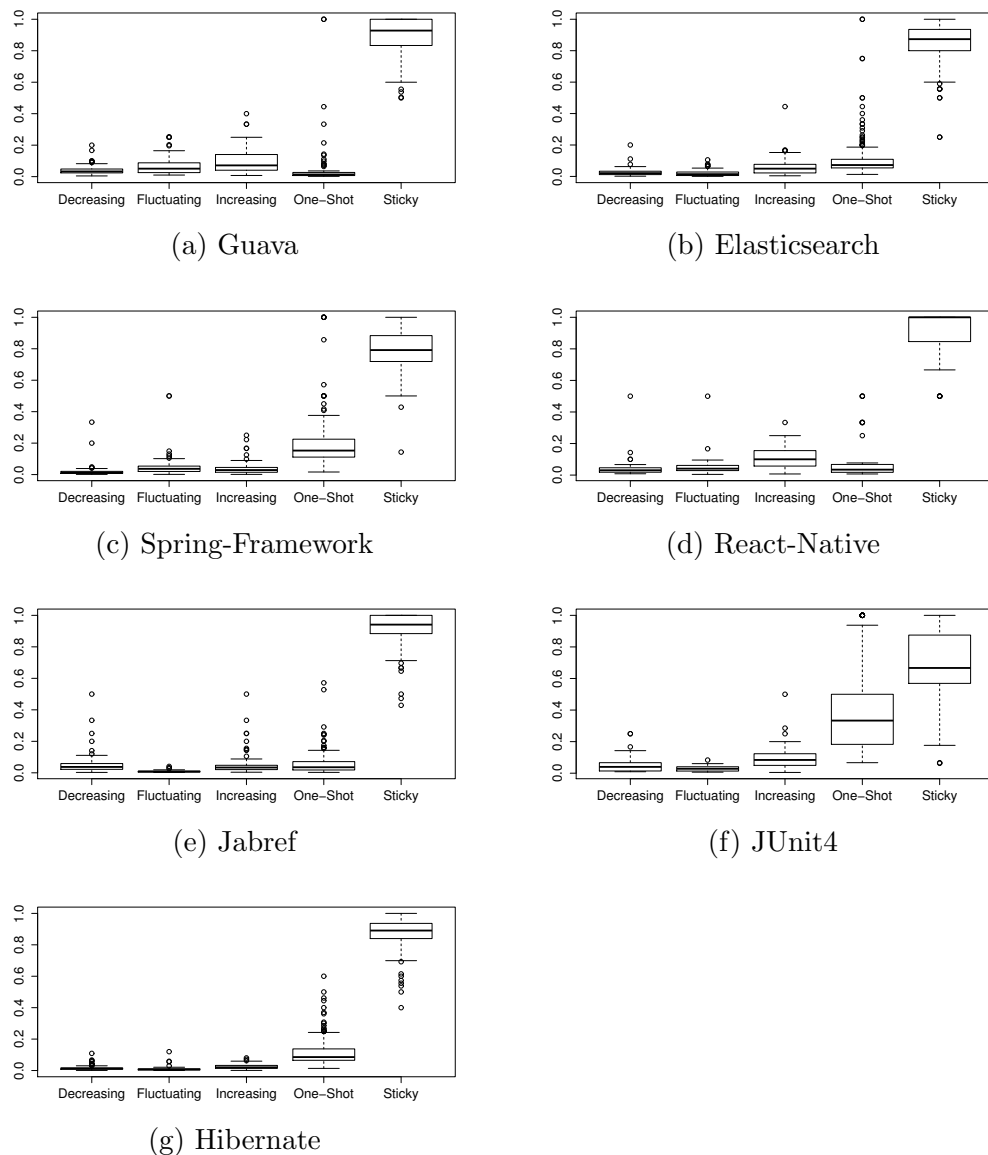 0.0 0.2 0.4 0.6 0.8 1.0
Decreasing Fluctuating Increasing One−Shot Sticky
(a) Guava
0.0 0.2 0.4 0.6 0.8 1.0
Decreasing Fluctuating Increasing One−Shot Sticky
(b) Elasticsearch
0.0 0.2 0.4 0.6 0.8 1.0
Decreasing Fluctuating Increasing One−Shot Sticky
(c) Spring-Framework
0.0 0.2 0.4 0.6 0.8 1.0
Decreasing Fluctuating Increasing One−Shot Sticky
(d) React-Native
0.0 0.2 0.4 0.6 0.8 1.0
Decreasing Fluctuating Increasing One−Shot Sticky
(e) Jabref
0.0 0.2 0.4 0.6 0.8 1.0
Decreasing Fluctuating Increasing One−Shot Sticky
(f) JUnit4
0.0 0.2 0.4 0.6 0.8 1.0
Decreasing Fluctuating Increasing One−Shot Sticky
(g) Hibernate